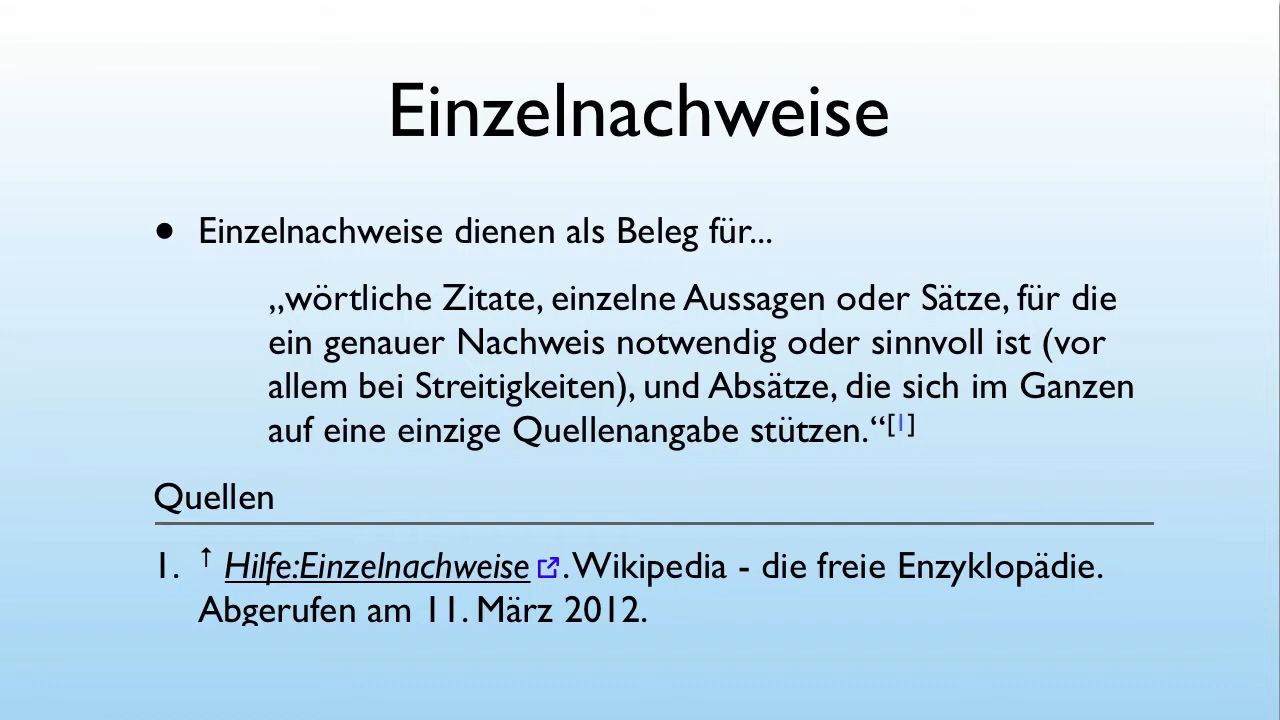 Einzelnachweise
• Einzelnachweise dienen als Beleg für...
„wörtliche Zitate, einzelne Aussagen oder Sätze, für die
ein genauer Nachweis notwendig oder sinnvoll ist (vor
allem bei Streitigkeiten), und Absätze, die sich im Ganzen
auf eine einzige Quellenangabe stützen.“[1]
Quellen
1. ↑ Hilfe:Einzelnachweise. Wikipedia - die freie Enzyklopädie.
Abgerufen am 11. März 2012.